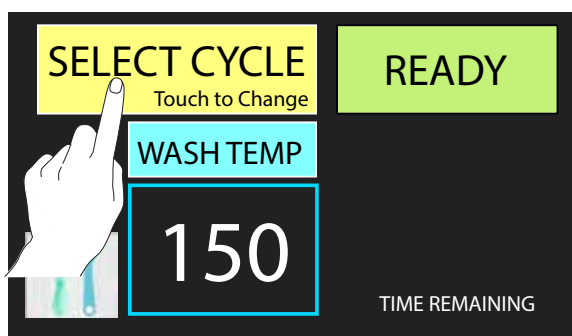 SELECT CYCLE
Touch to Change
READY
WASH TEMP
150
TIME REMAINING